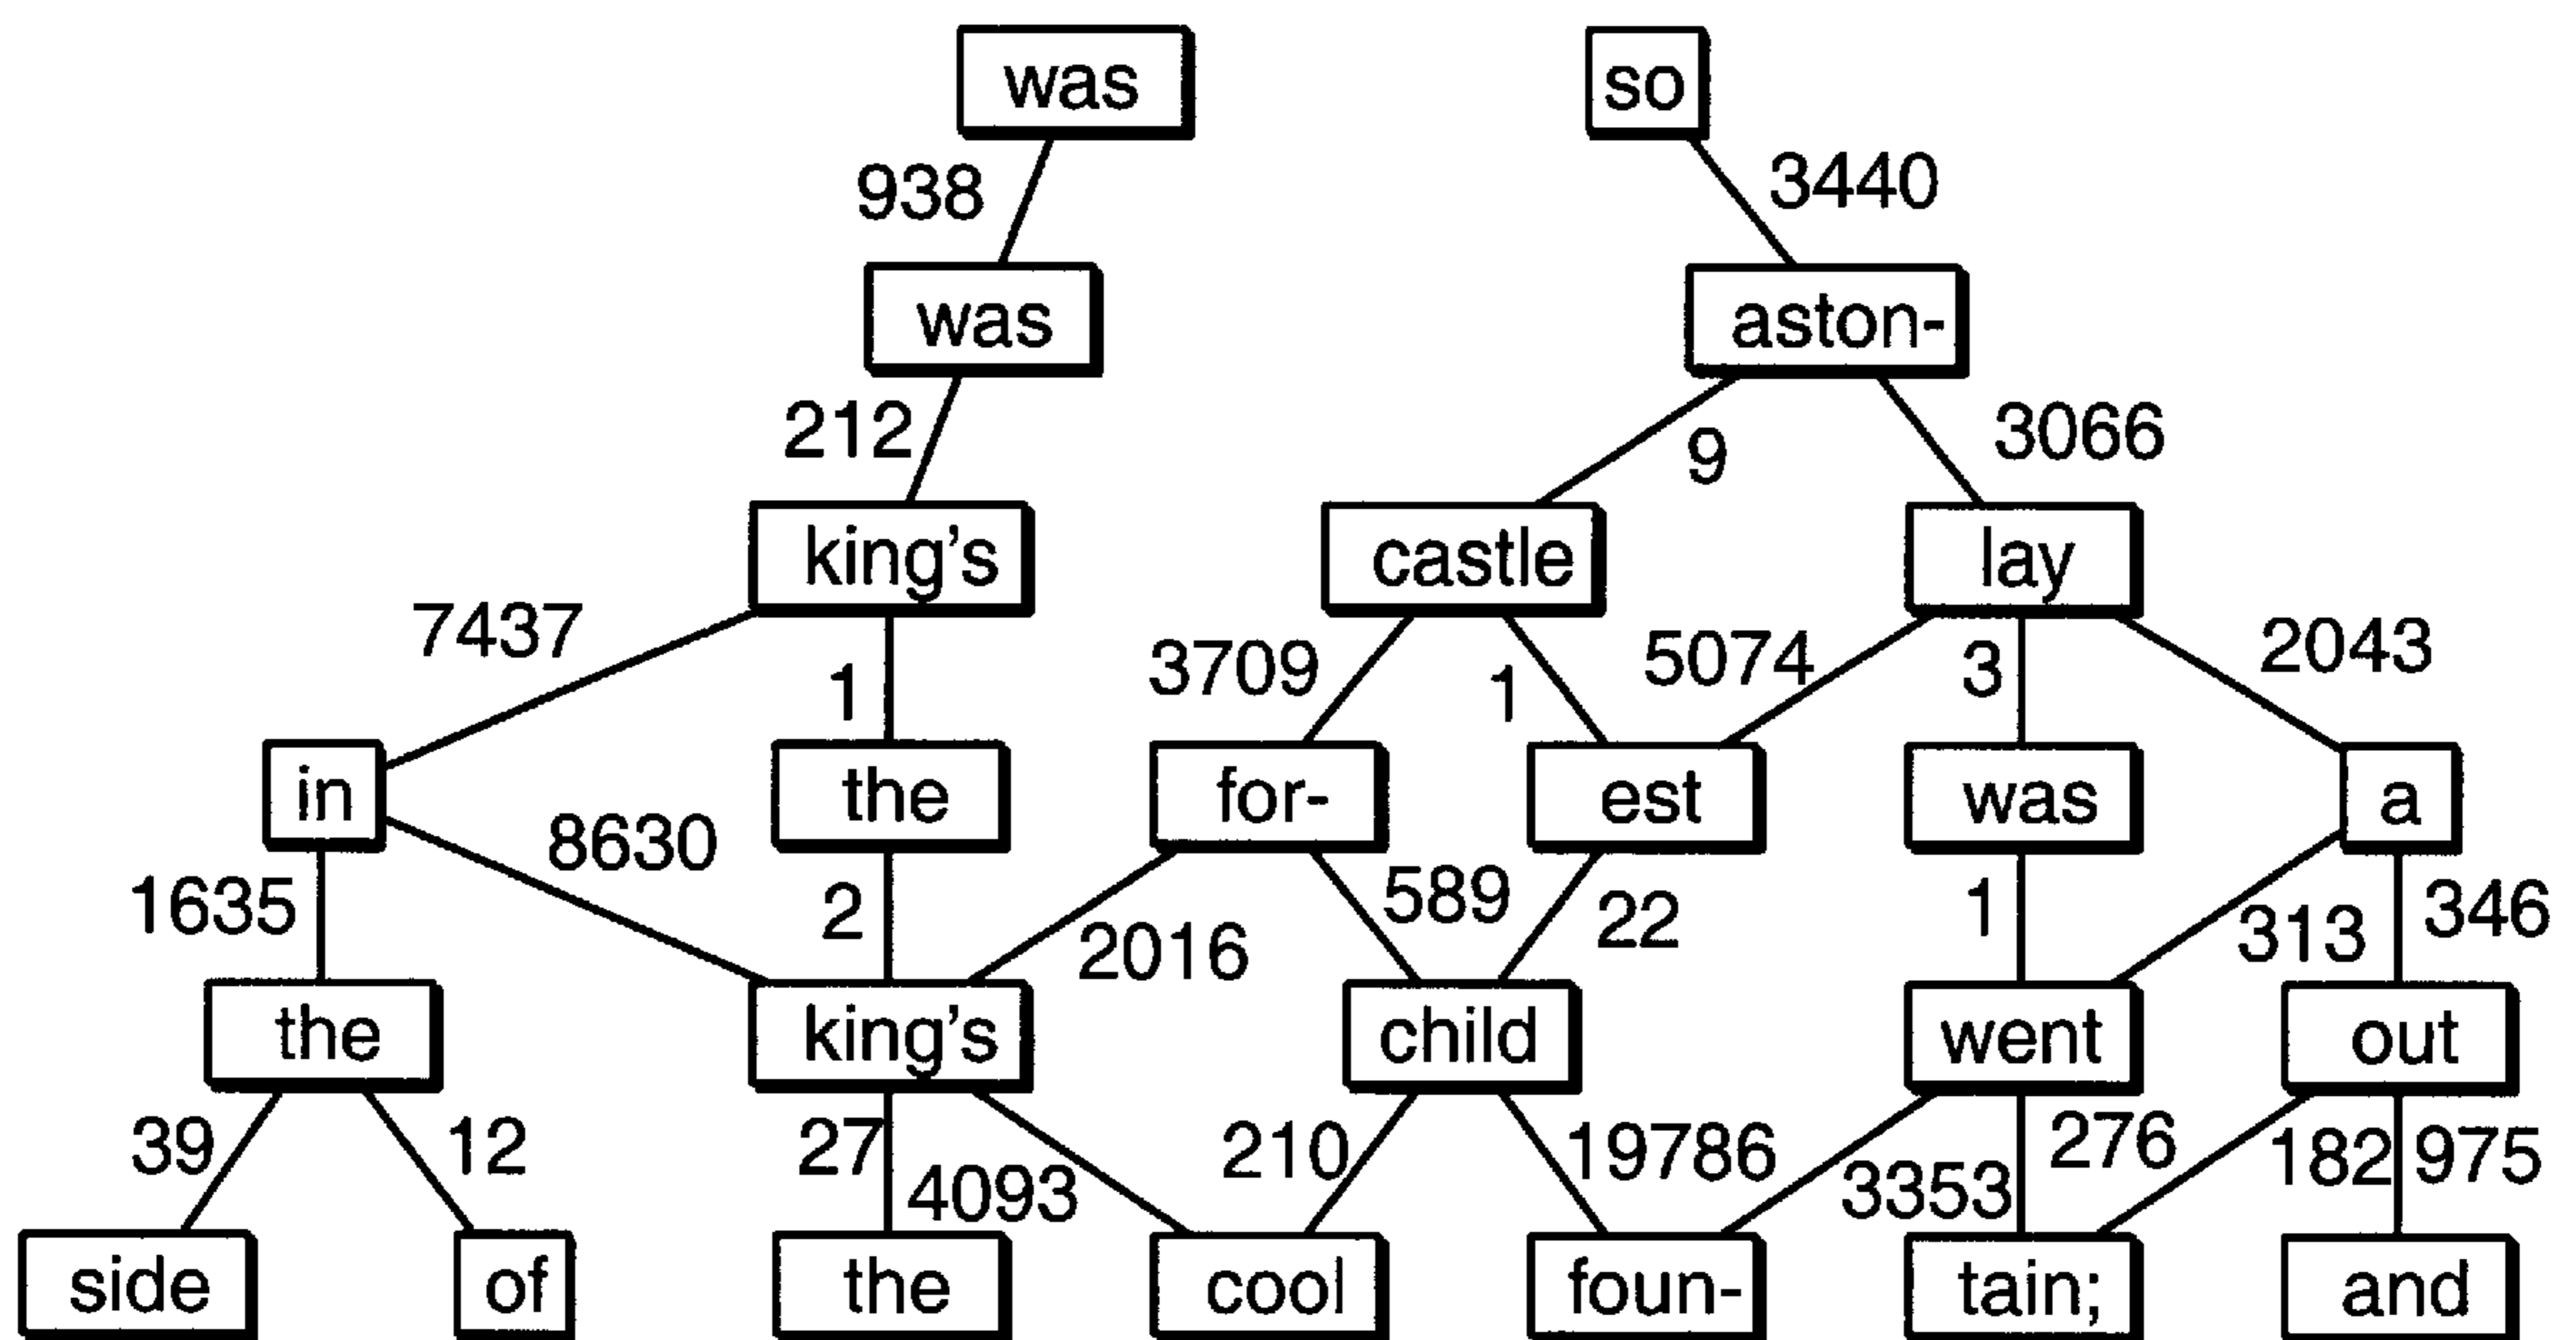 was so
938 3440
was aston-
212 9 3066
king's castle lay
7437 3709 1 5074 3 2043
1
in the for- est was a
1635 8630 2 2016 589 22 1 313 346
the king's child went out
39 12 27 4093 210 19786 3353 276 182 975
side of the cool foun- tain; and